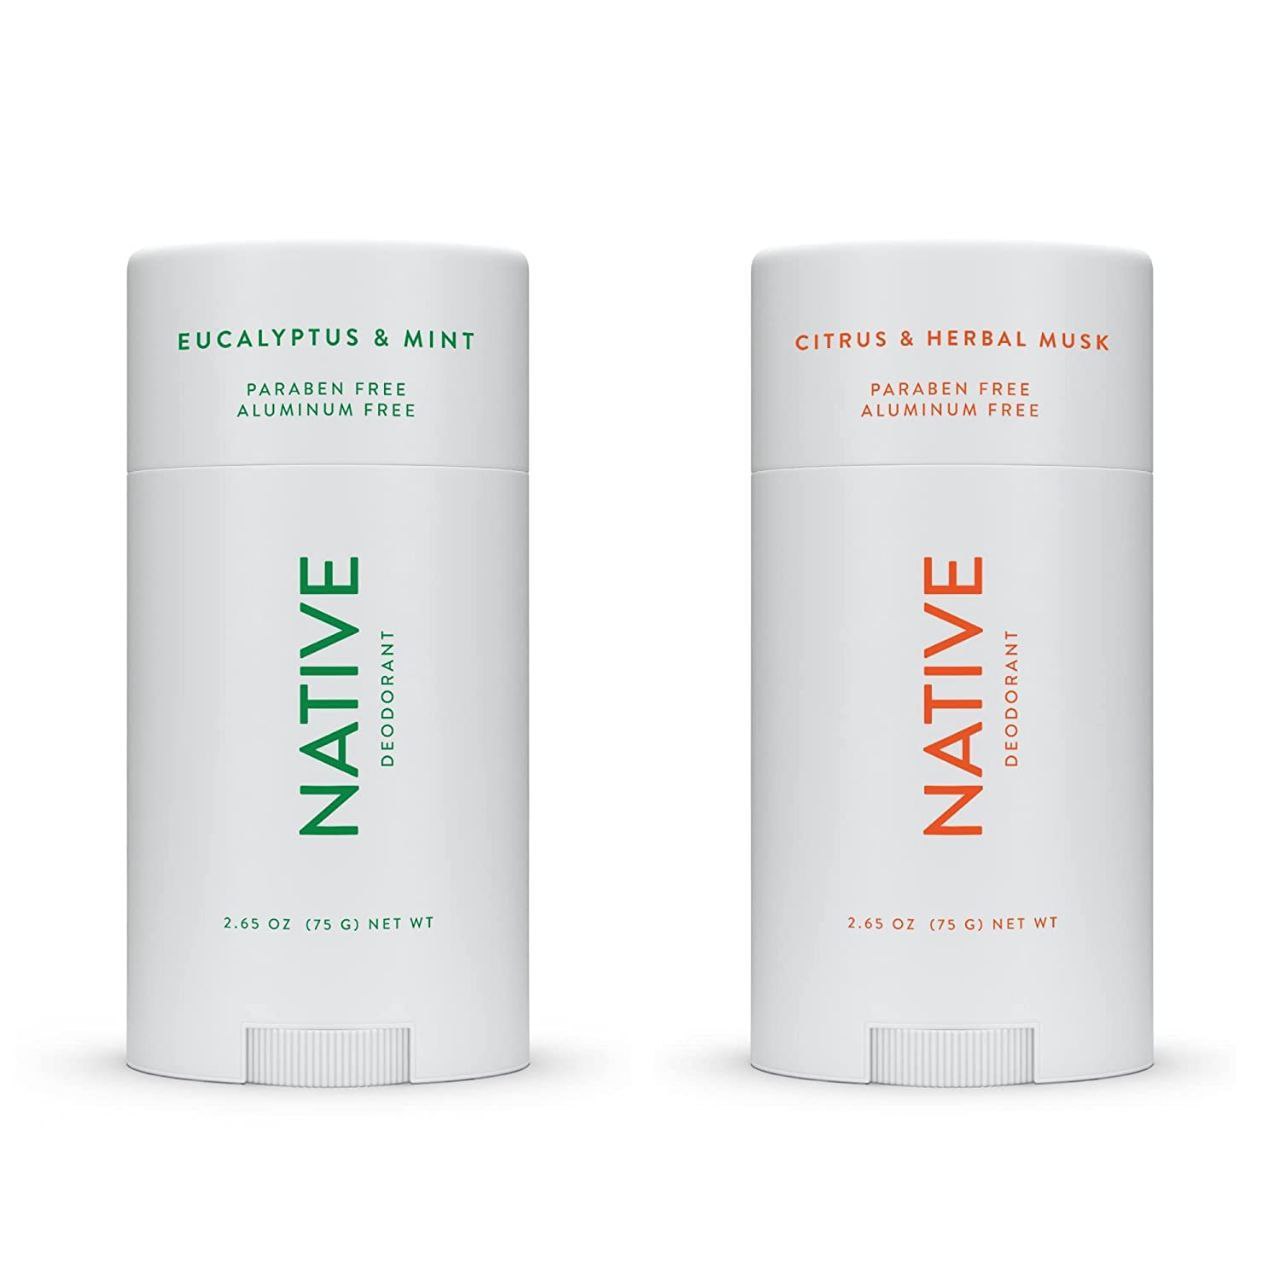 EUCALYPTUS & MINT
PARABEN FREE
ALUMINUM FREE
NATIVE
DEODORANT
2.65 OZ (75 G) NET WT
CITRUS & HERBAL MUSK
PARABEN FREE
ALUMINUM FREE
NATIVE
DEODORANT
2.65 OZ (75 G) NET WT